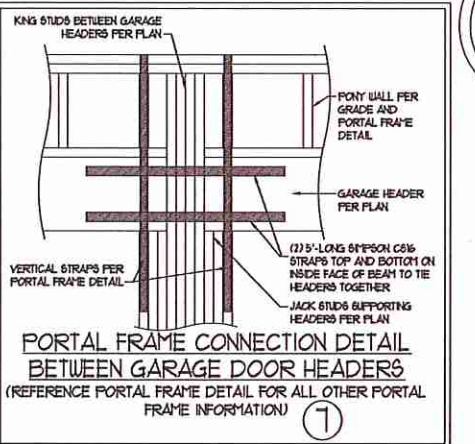 KING STUDS BETWEEN GARAGE
HEADERS PER PLAN
PONY WALL PER
GRADE AND
PORTAL FRAME
DETAIL
GARAGE HEADER
PER PLAN
(2) 5'-LONG SIMPSON CS16
STRAPS TOP AND BOTTOM ON
INSIDE FACE OF BEAM TO TIE
HEADERS TOGETHER
VERTICAL STRAPS PER
PORTAL FRAME DETAIL
JACK STUDS SUPPORTING
HEADERS PER PLAN
PORTAL FRAME CONNECTION DETAIL
BETWEEN GARAGE DOOR HEADERS
(REFERENCE PORTAL FRAME DETAIL FOR ALL OTHER PORTAL
FRAME INFORMATION)
7